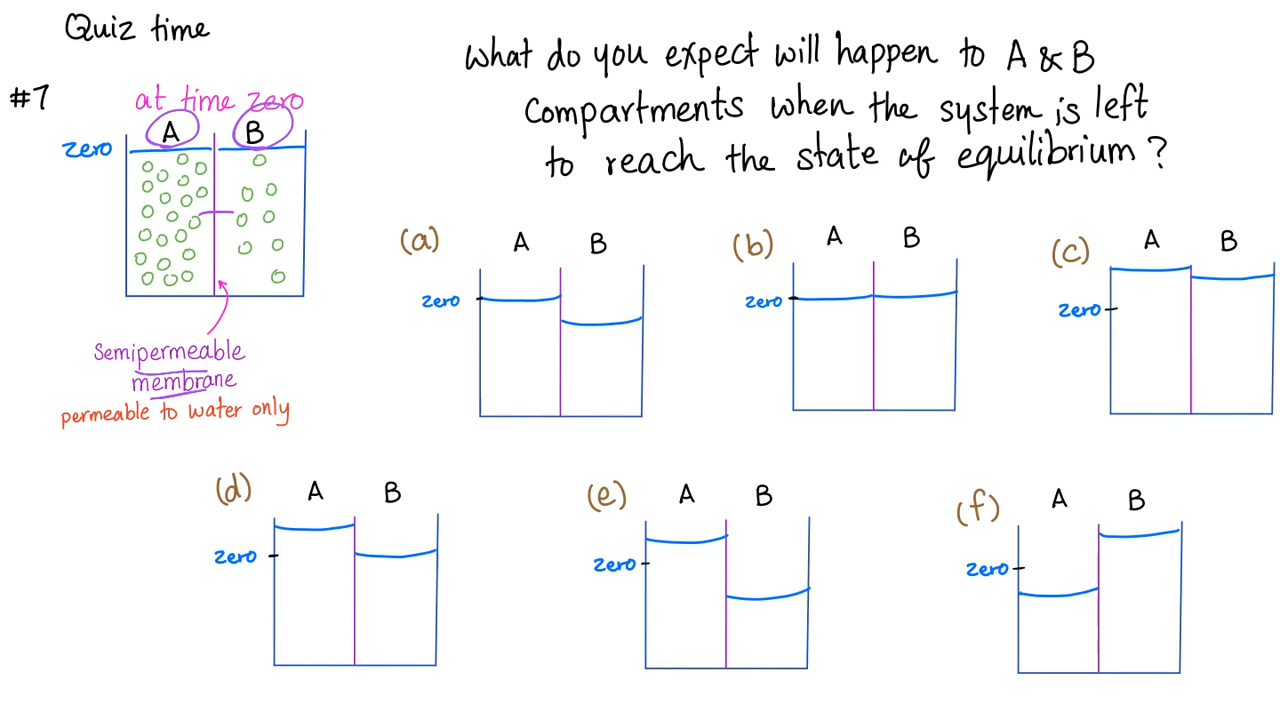 Quiz time
What do you expect will happen to A & B
compartments when the system is left
to reach the state of equilibrium?
#7
at time zero
A B
zero
Semipermeable
membrane
permeable to water only
(a) A B
zero
(b) A B
zero
(c) A B
zero
(d) A B
zero
(e) A B
zero
(f) A B
zero